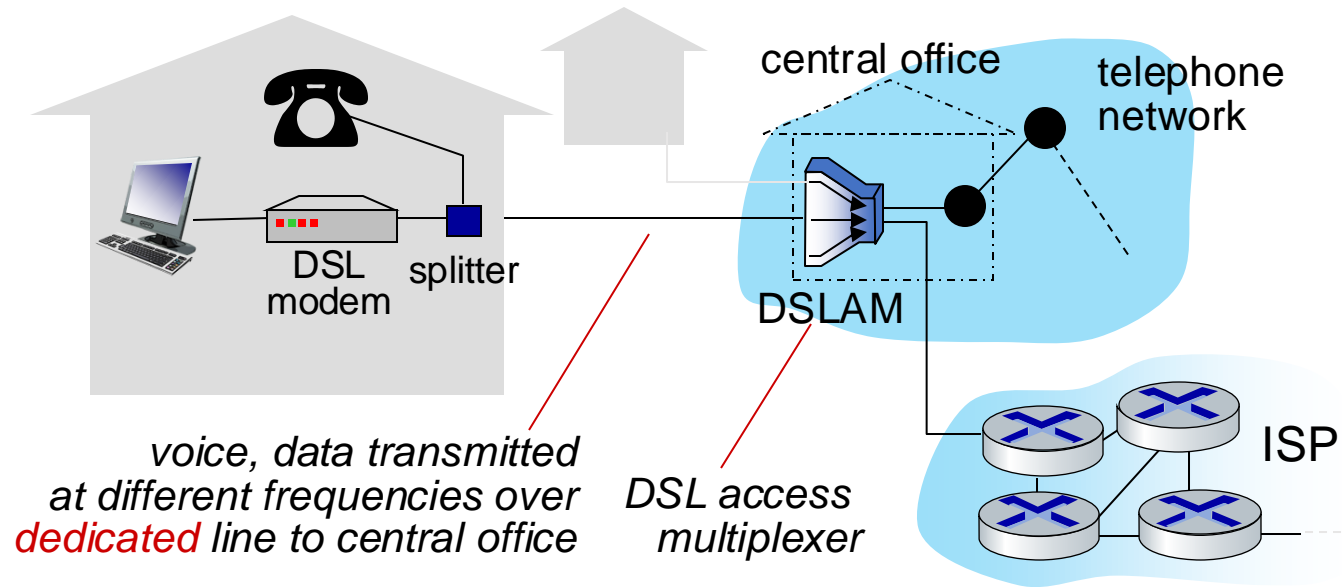 central office
telephone
network
DSL
modem
splitter
DSLAM
voice, data transmitted
at different frequencies over
dedicated line to central office
DSL access
multiplexer
ISP